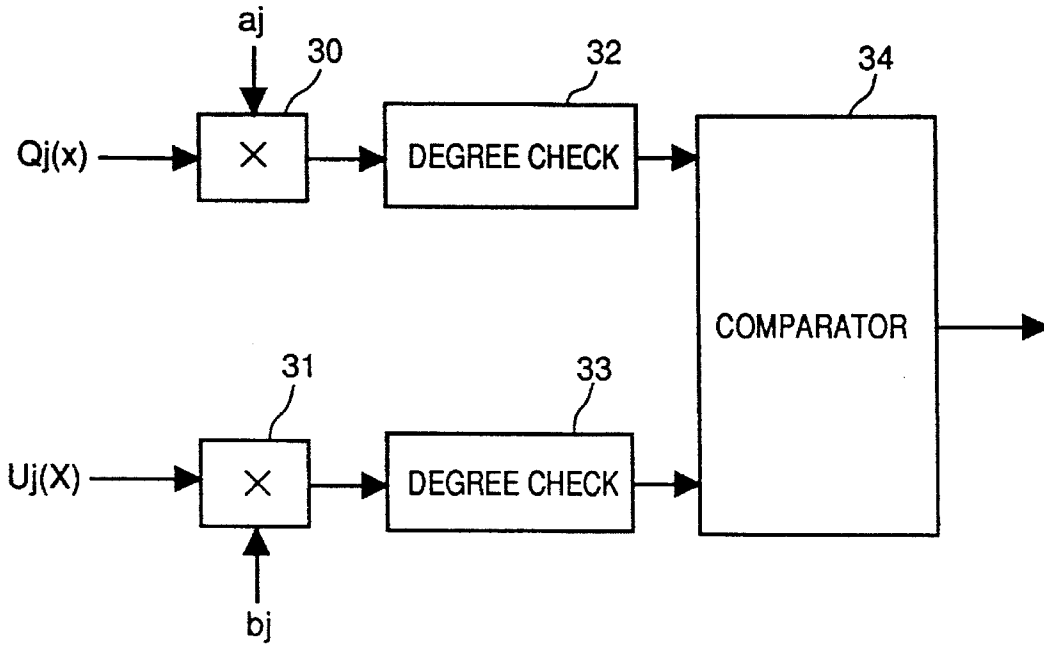 aj
30
32
34
Qj(x)
×
DEGREE CHECK
COMPARATOR
31
33
Uj(X)
×
DEGREE CHECK
bj